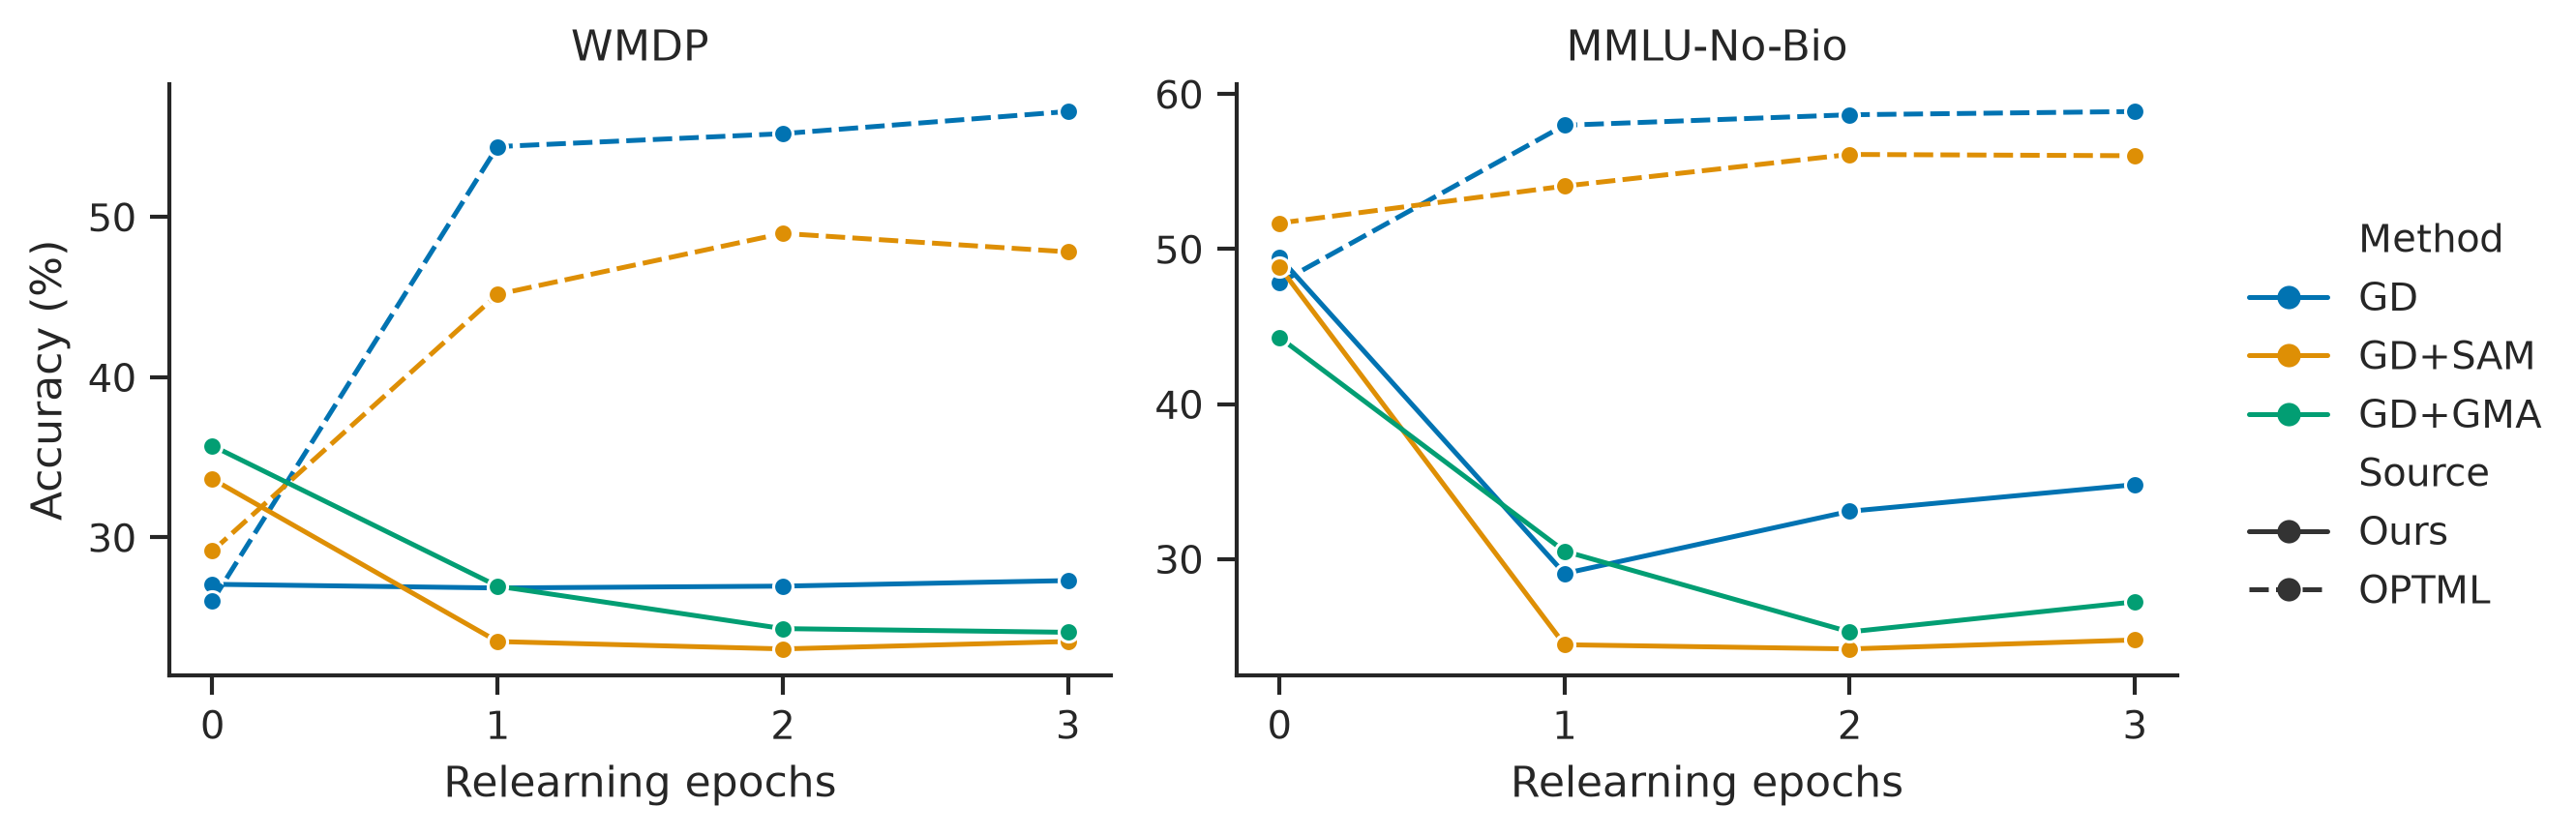 WMDP
Accuracy (%)
50
40
30
0 1 2 3
Relearning epochs
MMLU-No-Bio
60
50
40
30
0 1 2 3
Relearning epochs
Method
GD
GD+SAM
GD+GMA
Source
Ours
OPTML